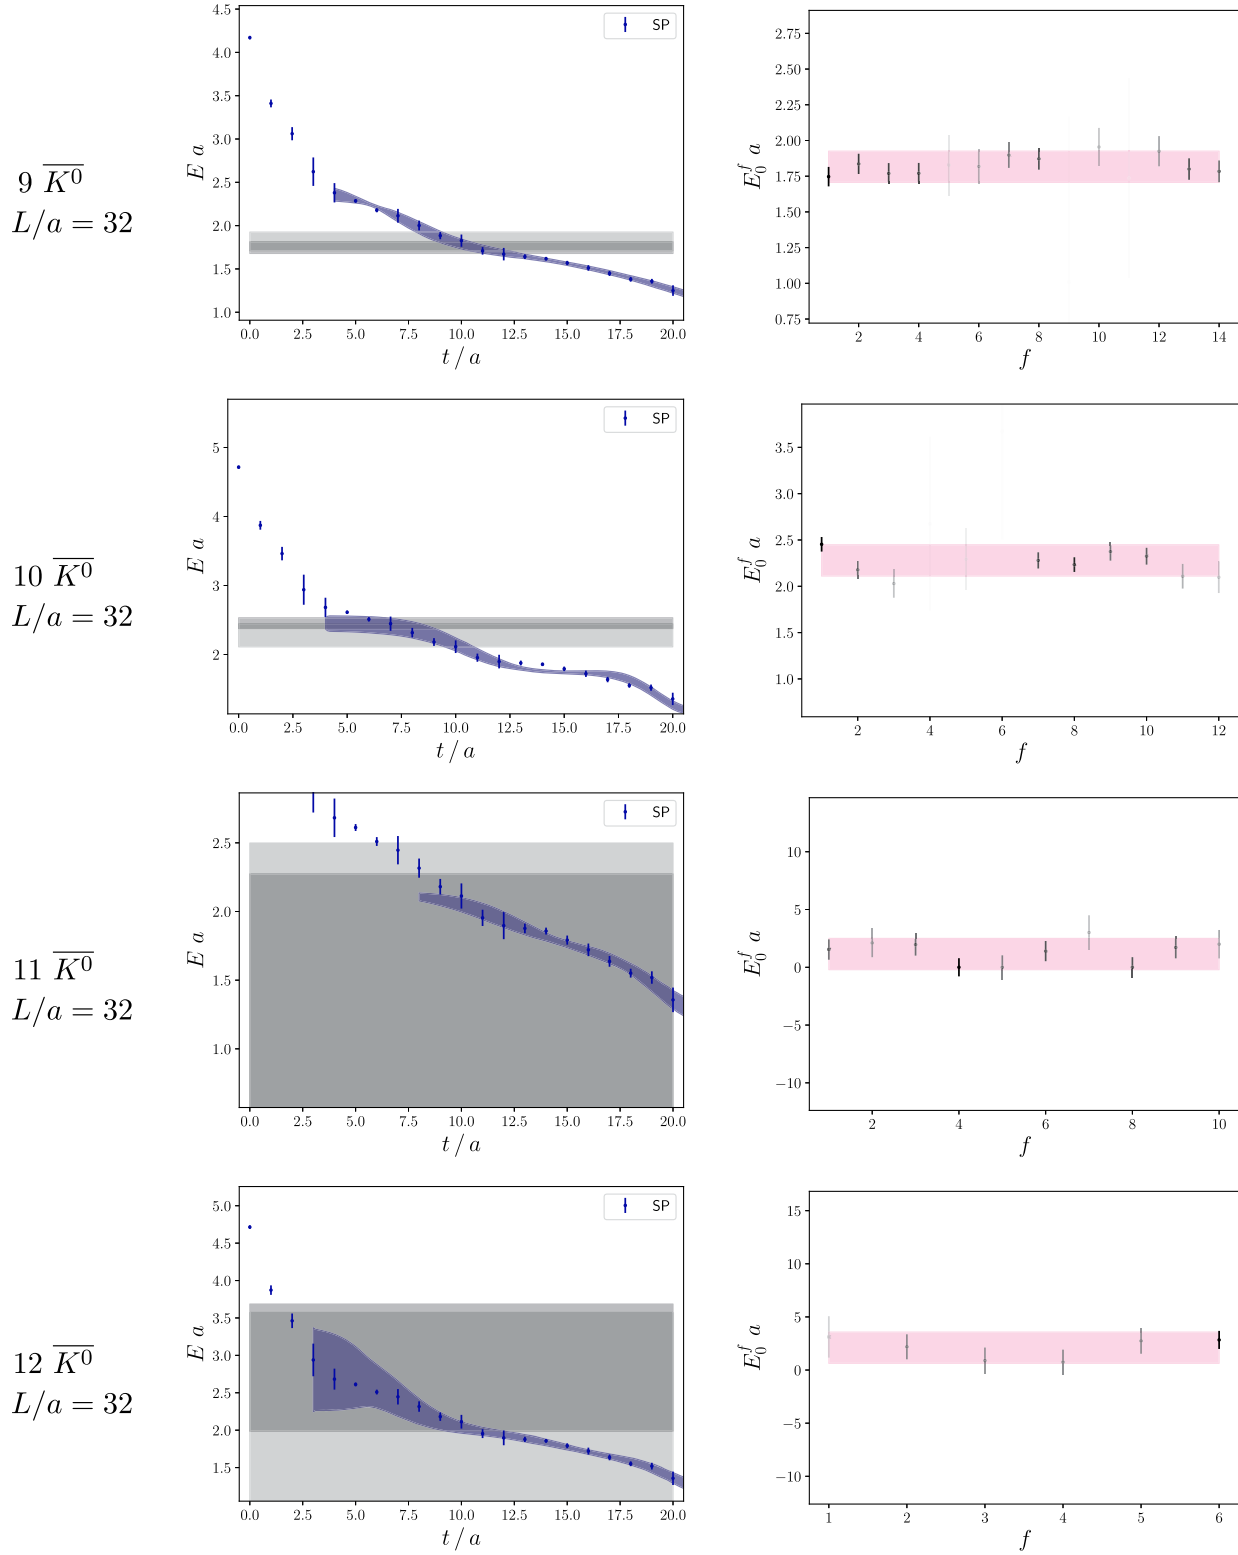 9 $\overline{K^0}$
L/a = 32
4.5
4.0
3.5
3.0
2.5
2.0
1.5
1.0
E a
SP
0.0 2.5 5.0 7.5 10.0 12.5 15.0 17.5 20.0
t / a
2.75
2.50
2.25
2.00
1.75
1.50
1.25
1.00
0.75
$E_0^f$ a
2 4 6 8 10 12 14
f
10 $\overline{K^0}$
L/a = 32
5
4
3
2
E a
SP
0.0 2.5 5.0 7.5 10.0 12.5 15.0 17.5 20.0
t / a
3.5
3.0
2.5
2.0
1.5
1.0
$E_0^f$ a
2 4 6 8 10 12
f
11 $\overline{K^0}$
L/a = 32
2.5
2.0
1.5
1.0
E a
SP
0.0 2.5 5.0 7.5 10.0 12.5 15.0 17.5 20.0
t / a
10
5
0
−5
−10
$E_0^f$ a
2 4 6 8 10
f
12 $\overline{K^0}$
L/a = 32
5.0
4.5
4.0
3.5
3.0
2.5
2.0
1.5
E a
SP
0.0 2.5 5.0 7.5 10.0 12.5 15.0 17.5 20.0
t / a
15
10
5
0
−5
−10
$E_0^f$ a
1 2 3 4 5 6
f